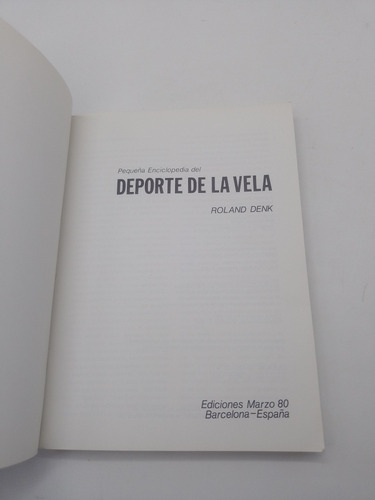 Pequeña Enciclopedia del
DEPORTE DE LA VELA
ROLAND DENK
Ediciones Marzo 80
Barcelona-España